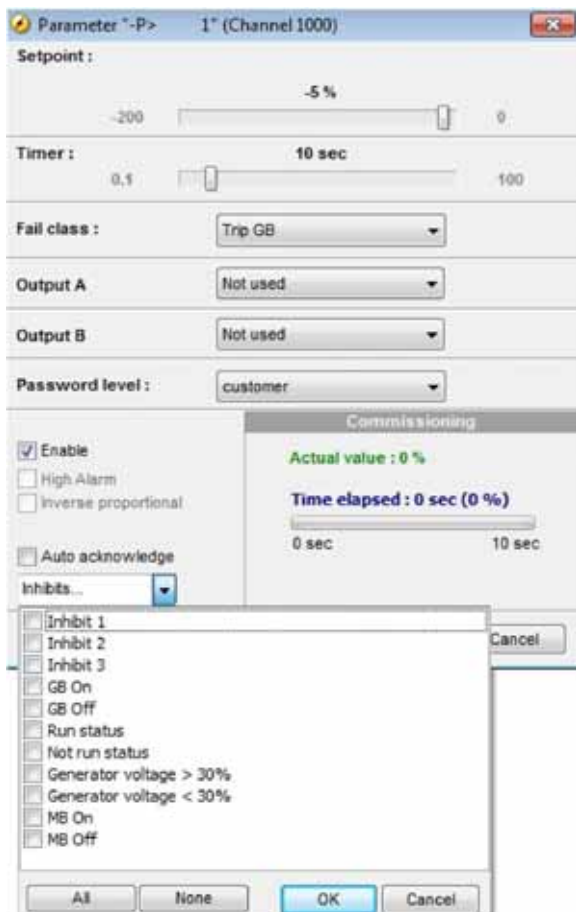 Parameter "-P> 1" (Channel 1000)
Setpoint :
-5 %
-200 0
Timer : 10 sec
0,1 100
Fail class : Trip GB
Output A Not used
Output B Not used
Password level : customer
Commissioning
Enable
Actual value : 0 %
High Alarm
Inverse proportional
Time elapsed : 0 sec (0 %)
0 sec 10 sec
Auto acknowledge
Inhibits...
Cancel
Inhibit 1
Inhibit 2
Inhibit 3
GB On
GB Off
Run status
Not run status
Generator voltage > 30%
Generator voltage < 30%
MB On
MB Off
All None OK Cancel